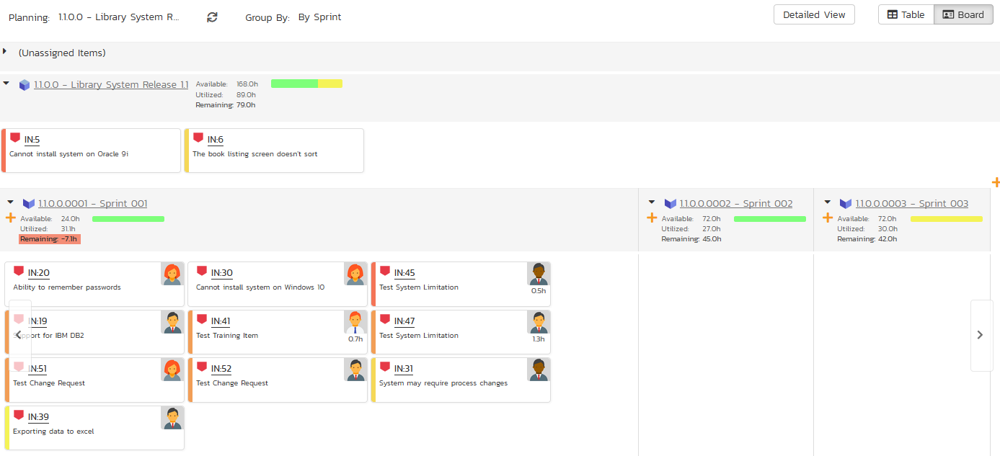 Planning: 1.1.0.0 - Library System R...
Group By: By Sprint
Detailed View
Table
Board
(Unassigned Items)
1.1.0.0 - Library System Release 1.1
Available: 168.0h
Utilized: 89.0h
Remaining: 79.0h
IN:5
Cannot install system on Oracle 9i
IN:6
The book listing screen doesn't sort
1.1.0.0.0001 - Sprint 001
Available: 24.0h
Utilized: 31.1h
Remaining: -7.1h
1.1.0.0.0002 - Sprint 002
Available: 72.0h
Utilized: 27.0h
Remaining: 45.0h
1.1.0.0.0003 - Sprint 003
Available: 72.0h
Utilized: 30.0h
Remaining: 42.0h
IN:20
Ability to remember passwords
IN:30
Cannot install system on Windows 10
IN:45
Test System Limitation
0.5h
IN:19
Support for IBM DB2
IN:41
Test Training Item
0.7h
IN:47
Test System Limitation
1.3h
IN:51
Test Change Request
IN:52
Test Change Request
IN:31
System may require process changes
IN:39
Exporting data to excel